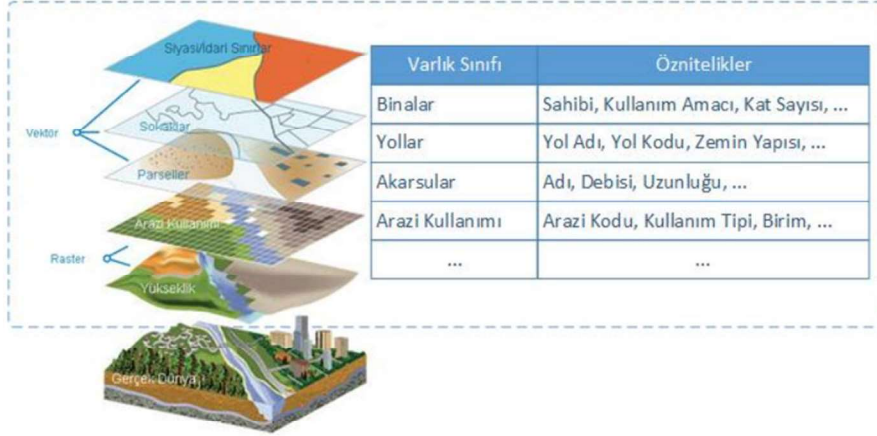 Siyasi/İdari Sınırlar
Vektör
Sokaklar
Parseller
Arazi Kullanımı
Raster
Yükseklik
Gerçek Dünya
Varlık Sınıfı Öznitelikler
Binalar Sahibi, Kullanım Amacı, Kat Sayısı, ...
Yollar Yol Adı, Yol Kodu, Zemin Yapısı, ...
Akarsular Adı, Debisi, Uzunluğu, ...
Arazi Kullanımı Arazi Kodu, Kullanım Tipi, Birim, ...
... ...